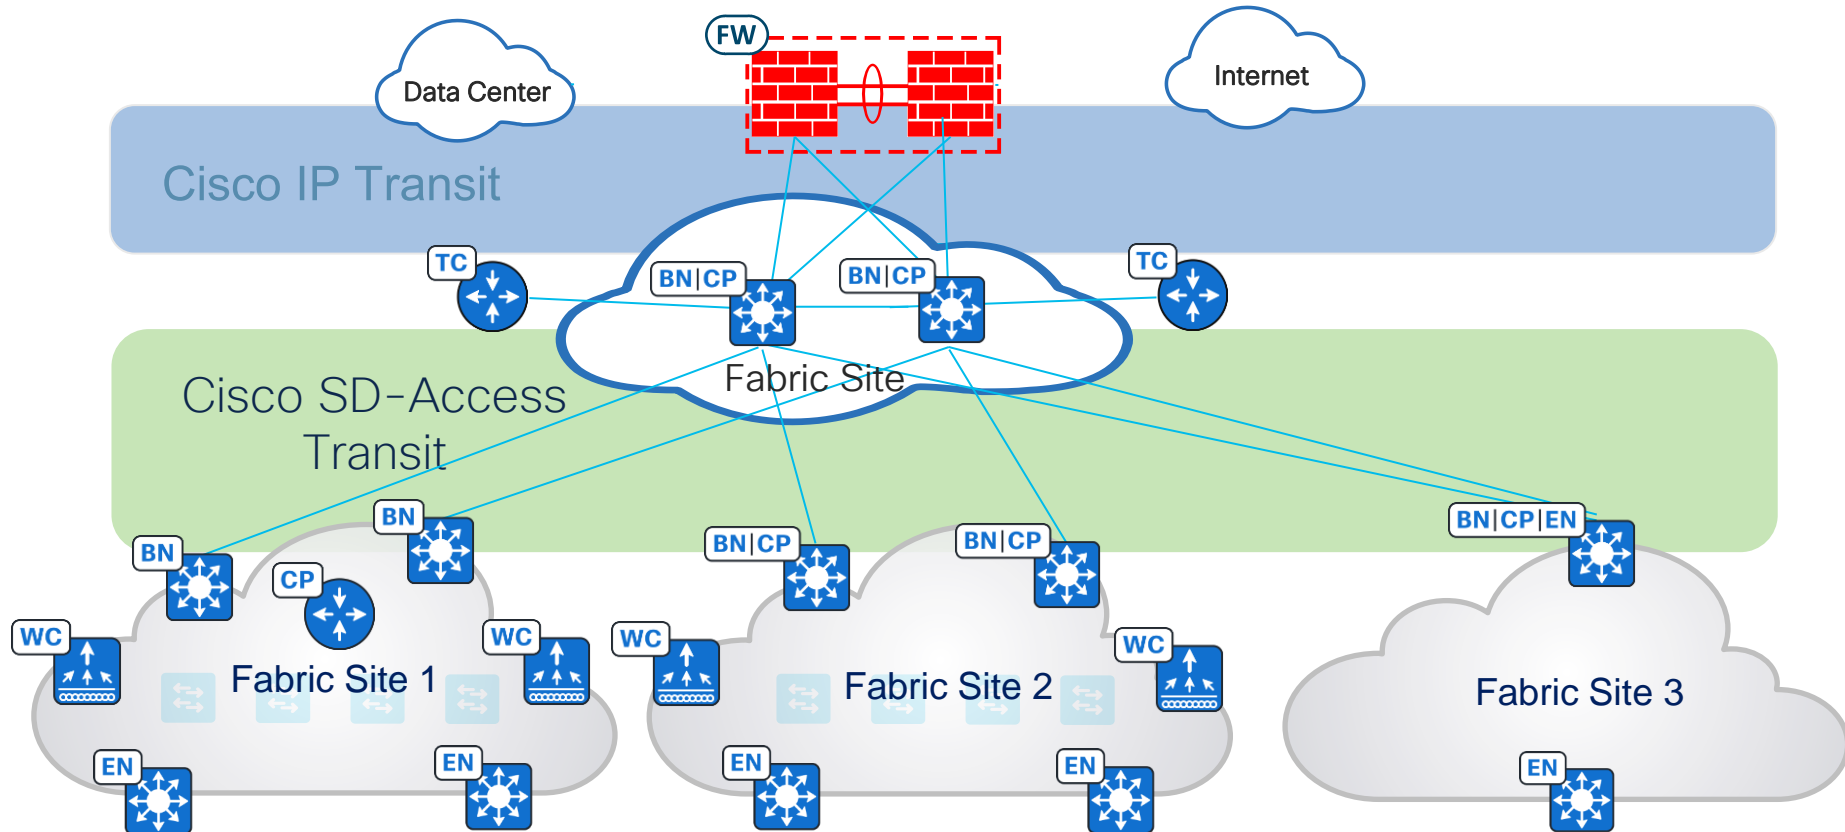 FW
Data Center
Internet
Cisco IP Transit
TC
BN|CP
BN|CP
TC
Fabric Site
Cisco SD-Access
Transit
BN
BN
CP
WC
WC
Fabric Site 1
EN
EN
BN|CP
BN|CP
WC
WC
Fabric Site 2
EN
EN
BN|CP|EN
Fabric Site 3
EN